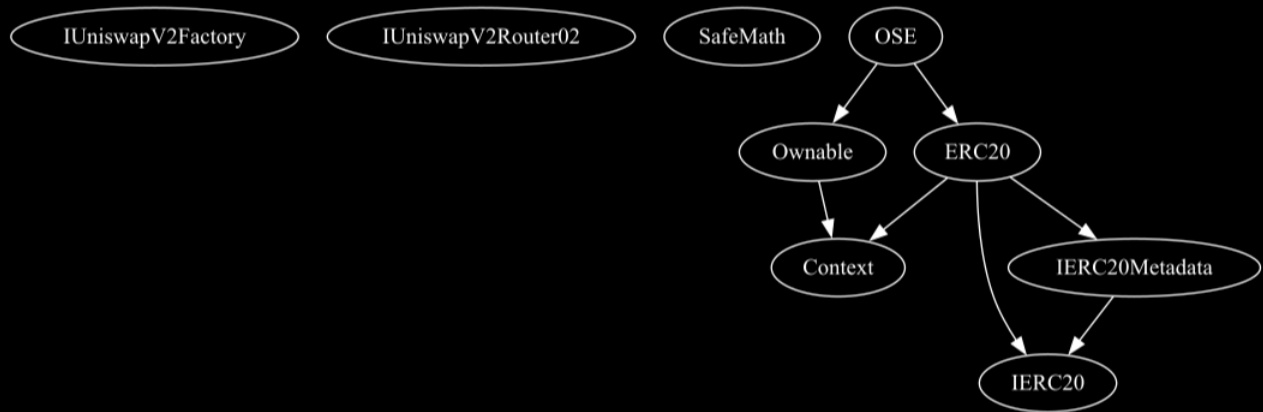 IUniswapV2Factory
IUniswapV2Router02
SafeMath
OSE
Ownable
ERC20
Context
IERC20Metadata
IERC20